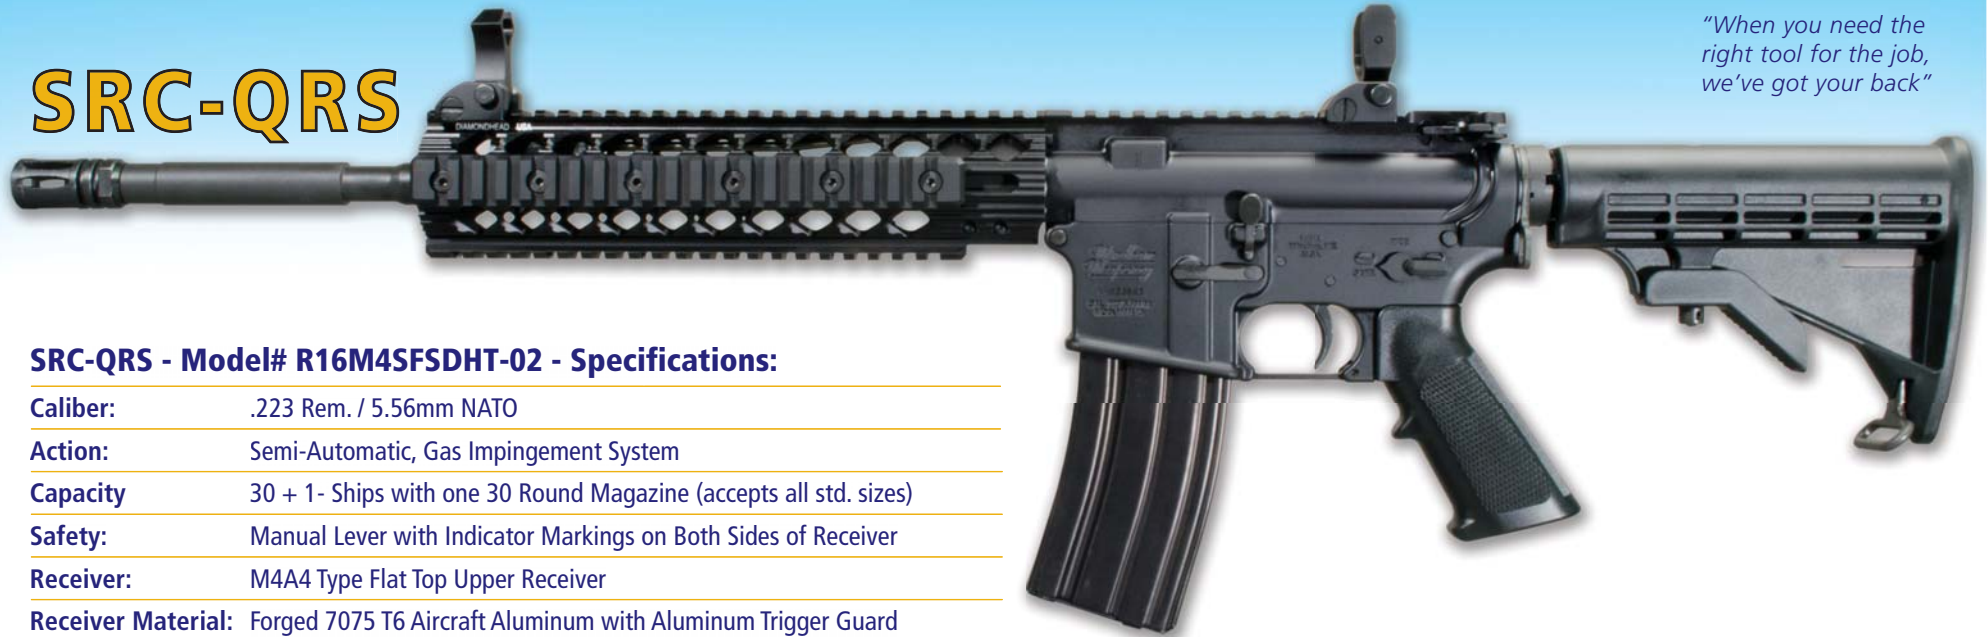 SRC-QRS
"When you need the
right tool for the job,
we've got your back"
DIAMONDHEAD USA
SRC-QRS - Model# R16M4SFSDHT-02 - Specifications:
Caliber: .223 Rem. / 5.56mm NATO
Action: Semi-Automatic, Gas Impingement System
Capacity 30 + 1- Ships with one 30 Round Magazine (accepts all std. sizes)
Safety: Manual Lever with Indicator Markings on Both Sides of Receiver
Receiver: M4A4 Type Flat Top Upper Receiver
Receiver Material: Forged 7075 T6 Aircraft Aluminum with Aluminum Trigger Guard